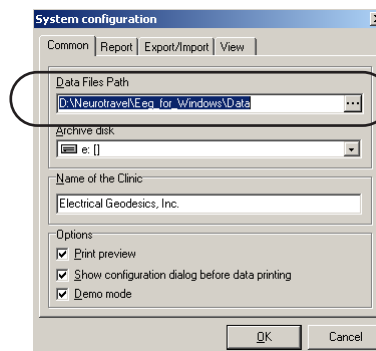 System configuration
Common Report Export/Import View
Data Files Path
D:\Neurotravel\Eeg_for_Windows\Data ...
Archive disk
e: []
Name of the Clinic
Electrical Geodesics, Inc.
Options
Print preview
Show configuration dialog before data printing
Demo mode
OK Cancel